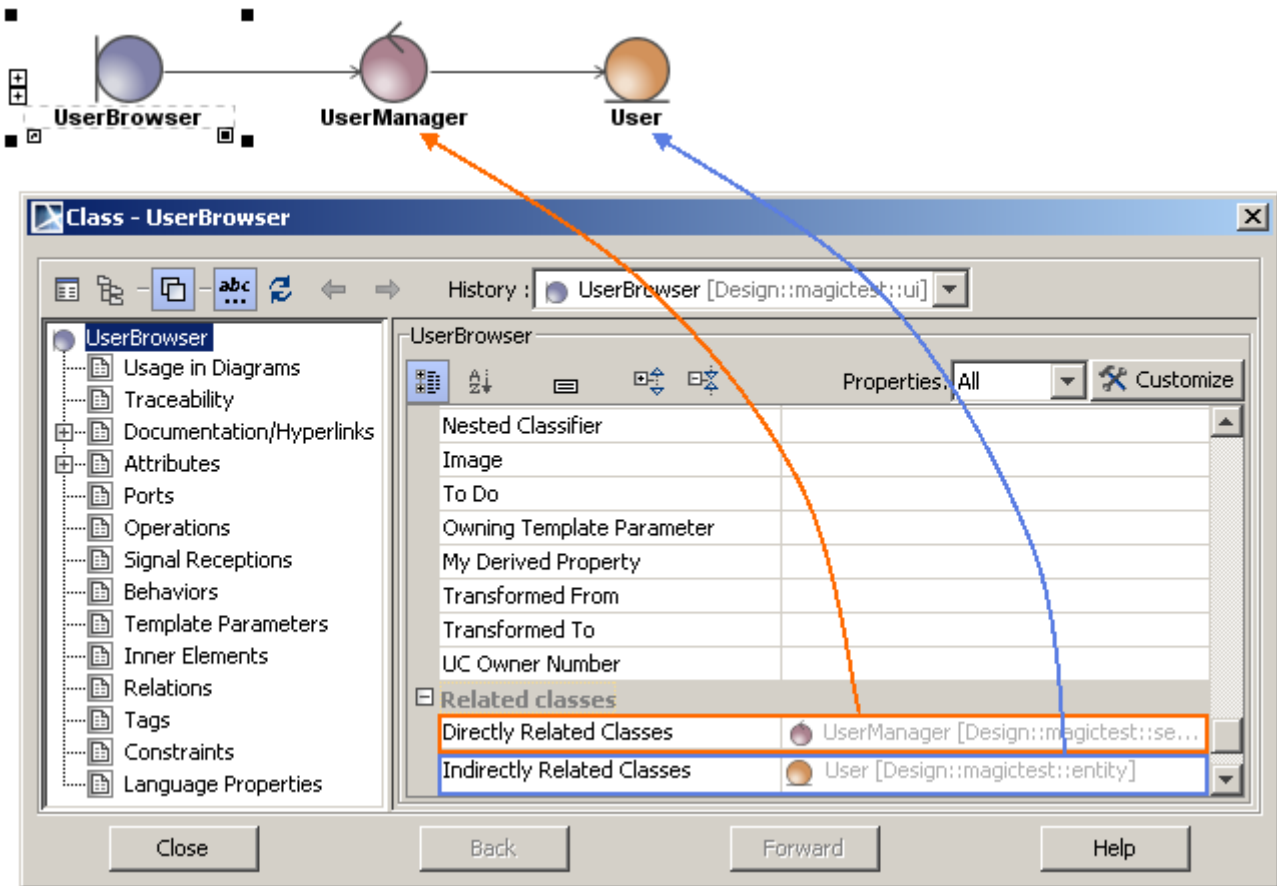 UserBrowser UserManager User
Class - UserBrowser
abc
History : UserBrowser [Design::magictest::ui]
UserBrowser
Usage in Diagrams
Traceability
Documentation/Hyperlinks
Attributes
Ports
Operations
Signal Receptions
Behaviors
Template Parameters
Inner Elements
Relations
Tags
Constraints
Language Properties
UserBrowser
Properties: All Customize
Nested Classifier
Image
To Do
Owning Template Parameter
My Derived Property
Transformed From
Transformed To
UC Owner Number
Related classes
Directly Related Classes UserManager [Design::magictest::se...
Indirectly Related Classes User [Design::magictest::entity]
Close Back Forward Help